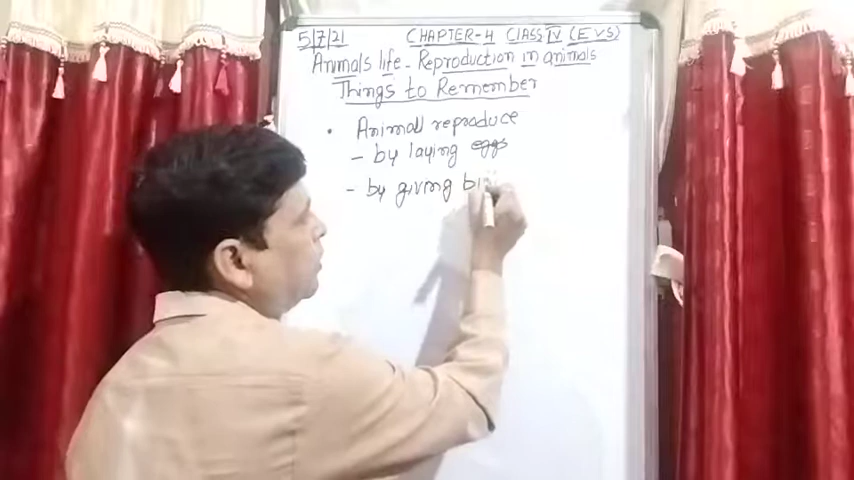 5/7/21 CHAPTER-4 CLASS IV (EVS)
Animals life - Reproduction in animals
Things to Remember
• Animal reproduce
- by laying eggs
- by giving bi